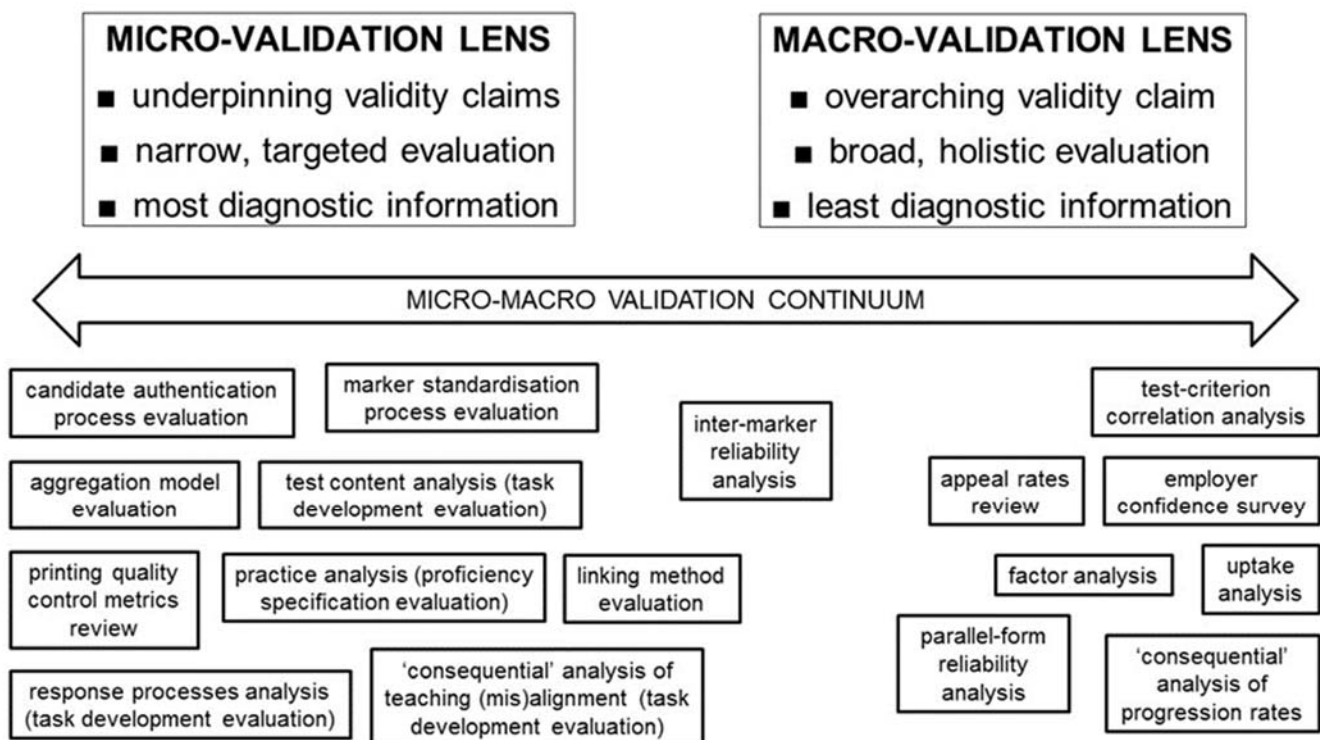 MICRO-VALIDATION LENS
■ underpinning validity claims
■ narrow, targeted evaluation
■ most diagnostic information
MACRO-VALIDATION LENS
■ overarching validity claim
■ broad, holistic evaluation
■ least diagnostic information
MICRO-MACRO VALIDATION CONTINUUM
candidate authentication
process evaluation
marker standardisation
process evaluation
inter-marker
reliability
analysis
test-criterion
correlation analysis
aggregation model
evaluation
test content analysis (task
development evaluation)
appeal rates
review
employer
confidence survey
printing quality
control metrics
review
practice analysis (proficiency
specification evaluation)
linking method
evaluation
factor analysis
uptake
analysis
response processes analysis
(task development evaluation)
‘consequential’ analysis of
teaching (mis)alignment (task
development evaluation)
parallel-form
reliability
analysis
‘consequential’
analysis of
progression rates